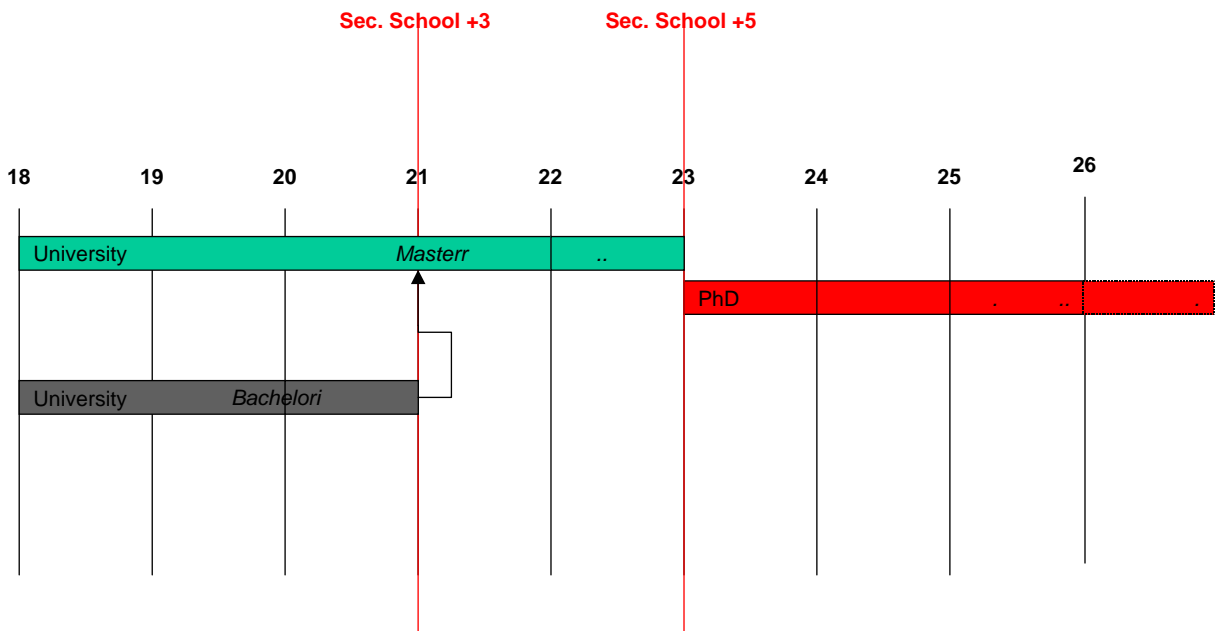 Sec. School +3 Sec. School +5
18 19 20 21 22 23 24 25 26
University Masterr ..
PhD . .. .
University Bachelori